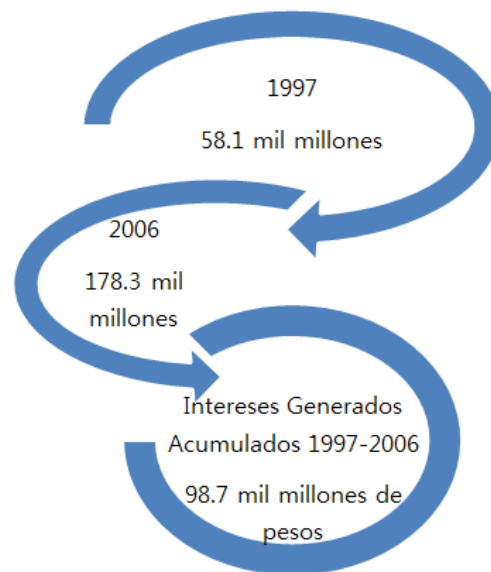 1997
58.1 mil millones
2006
178.3 mil
millones
Intereses Generados
Acumulados 1997-2006
98.7 mil millones de
pesos